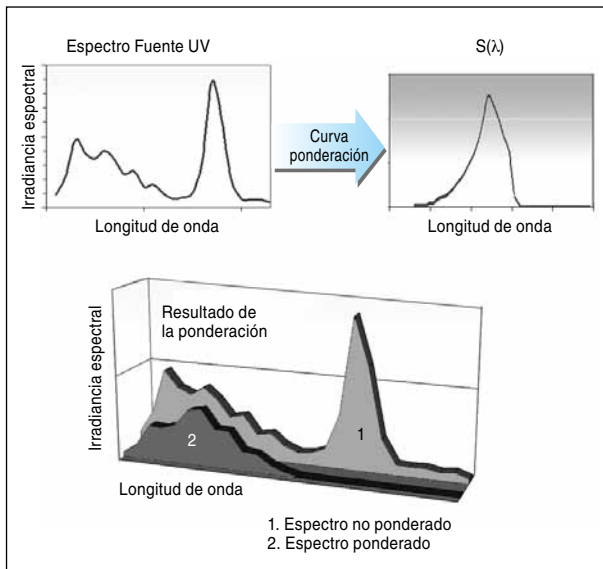 Espectro Fuente UV
S(λ)
Irradiancia espectral
Curva
ponderación
Longitud de onda
Longitud de onda
Resultado de
la ponderación
Irradiancia espectral
1
2
Longitud de onda
1. Espectro no ponderado
2. Espectro ponderado